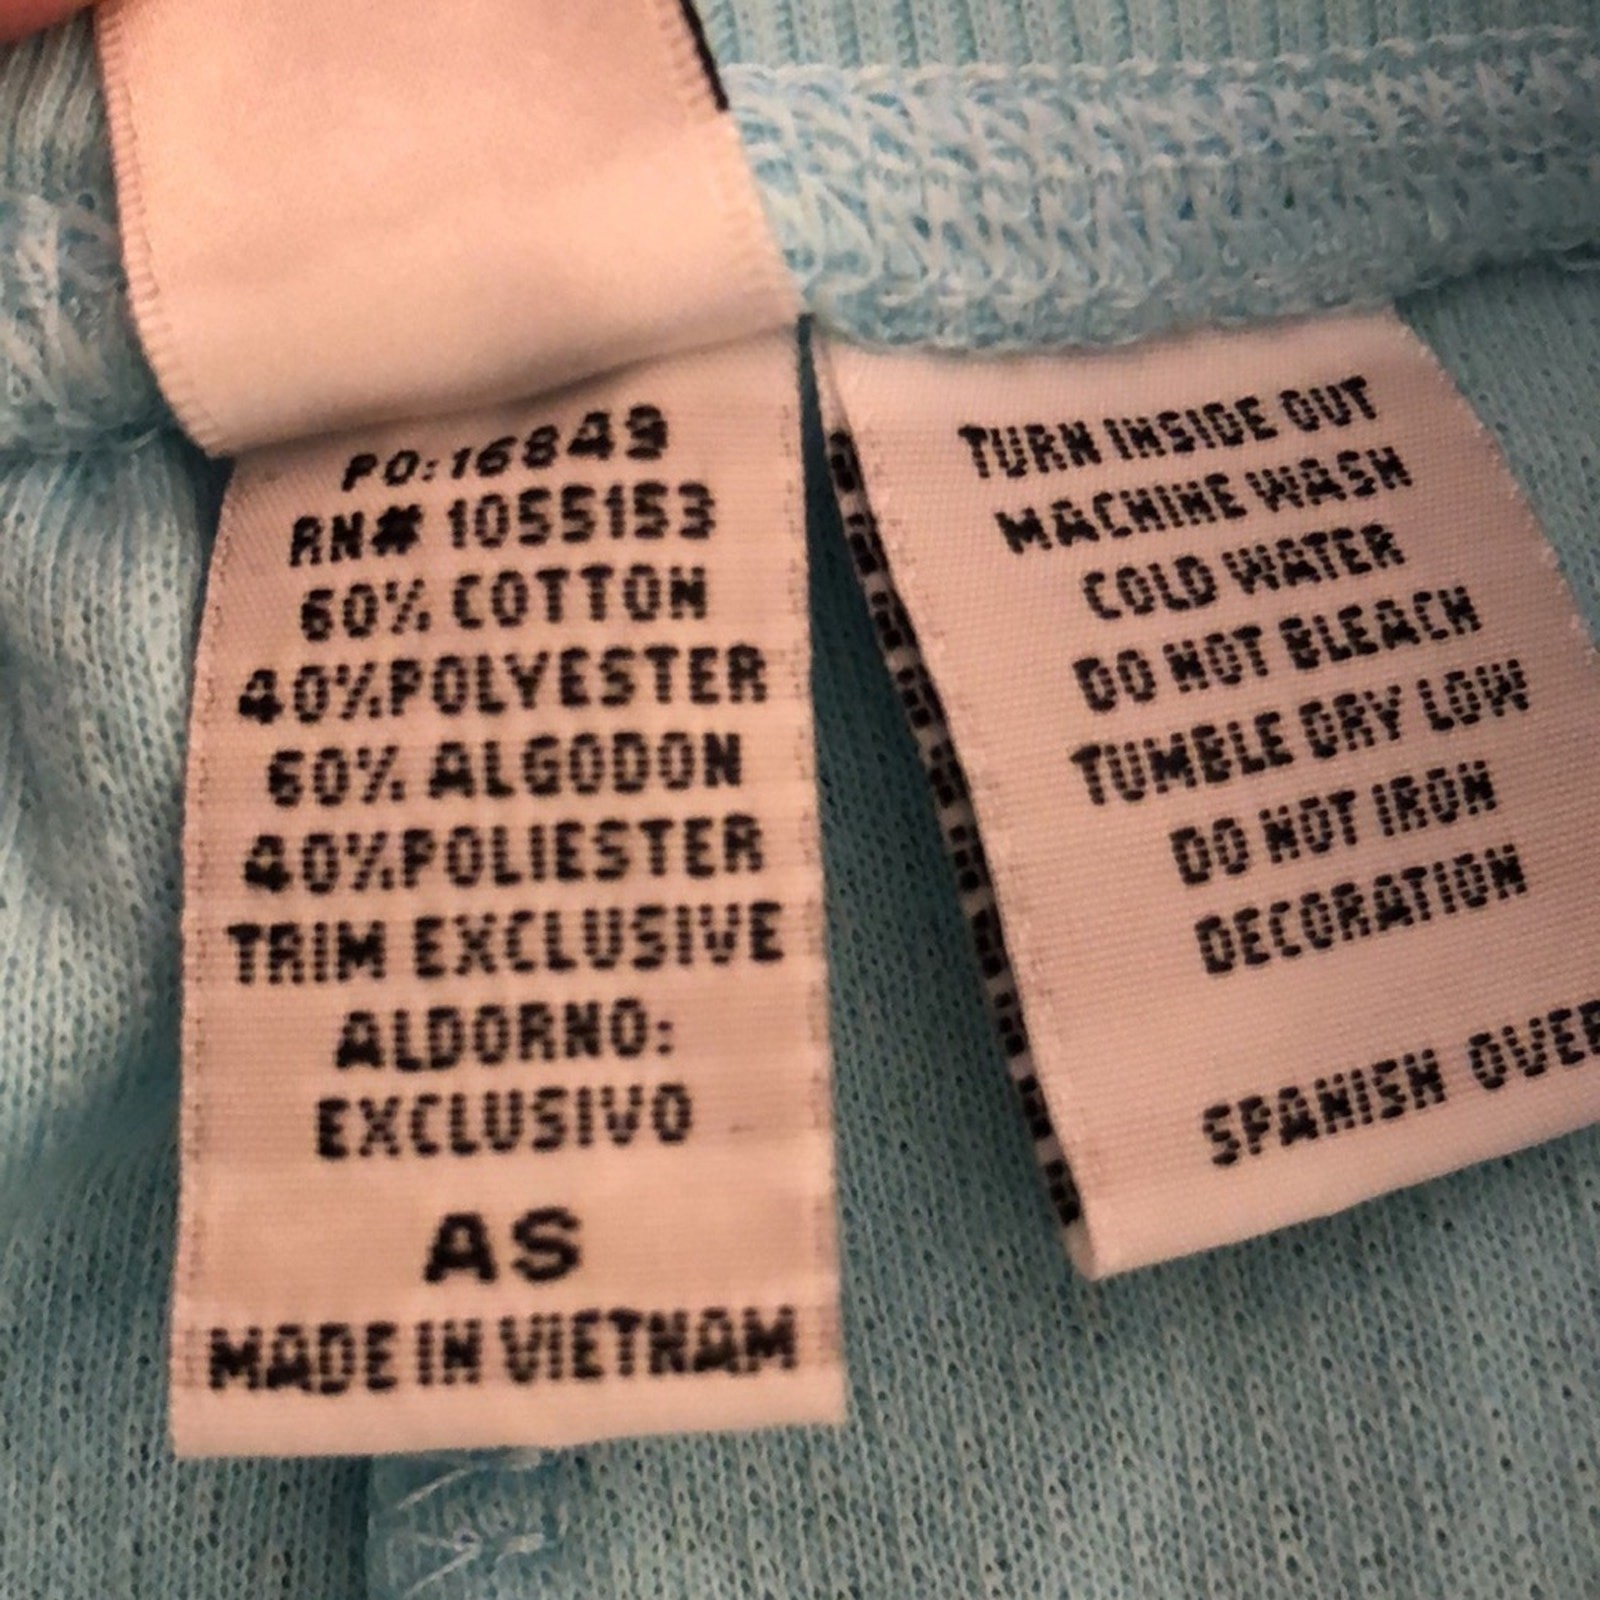 PO:16849
RN# 1055153
60% COTTON
40%POLYESTER
60% ALGODON
40%POLIESTER
TRIM EXCLUSIVE
ALDORNO:
EXCLUSIVO
AS
MADE IN VIETNAM
TURN INSIDE OUT
MACHINE WASH
COLD WATER
DO NOT BLEACH
TUMBLE DRY LOW
DO NOT IRON
DECORATION
SPANISH OVER